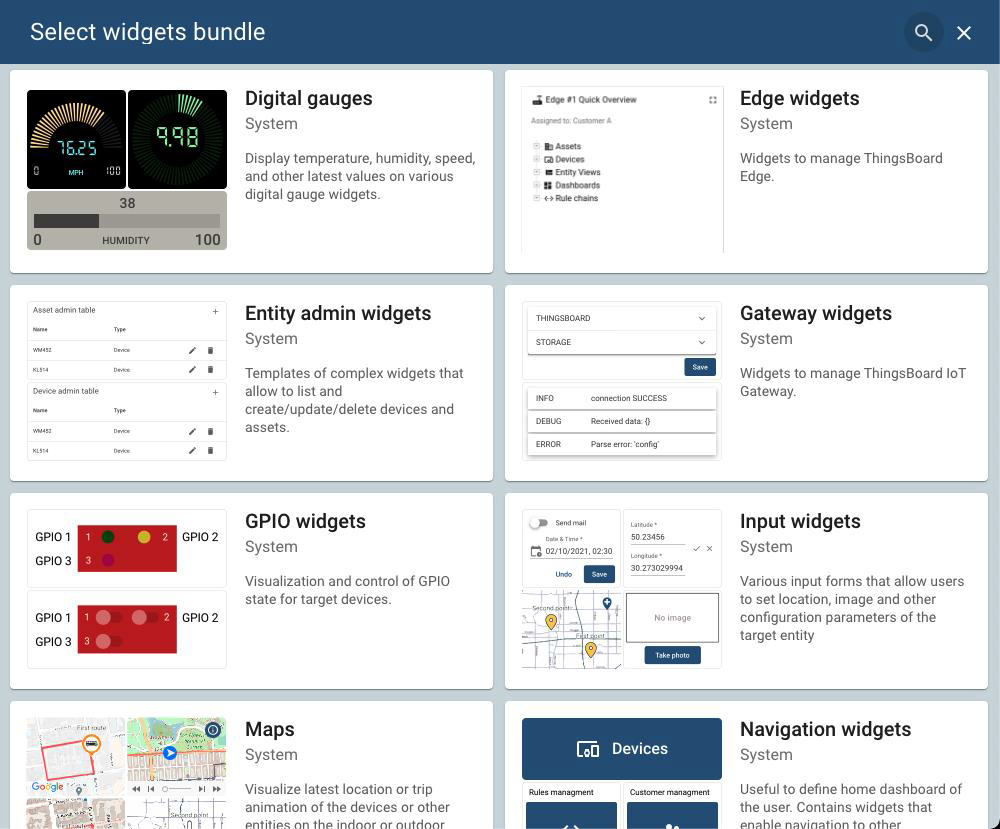 Select widgets bundle
76.25
MPH
0
100
9.98
38
0
HUMIDITY
100
Digital gauges
System
Display temperature, humidity, speed,
and other latest values on various
digital gauge widgets.
Edge #1 Quick Overview
Assigned to: Customer A
Assets
Devices
Entity Views
Dashboards
Rule chains
Edge widgets
System
Widgets to manage ThingsBoard
Edge.
Asset admin table
Name Type
WM452 Device
KL514 Device
Device admin table
Name Type
WM452 Device
KL514 Device
Entity admin widgets
System
Templates of complex widgets that
allow to list and
create/update/delete devices and
assets.
THINGSBOARD
STORAGE
Save
INFO connection SUCCESS
DEBUG Received data: {}
ERROR Parse error: 'config'
Gateway widgets
System
Widgets to manage ThingsBoard IoT
Gateway.
GPIO 1 1 2 GPIO 2
GPIO 3 3
GPIO 1 1 2 GPIO 2
GPIO 3 3
GPIO widgets
System
Visualization and control of GPIO
state for target devices.
Send mail
Date & Time *
02/10/2021, 02:30
Undo Save
Latitude *
50.23456
Longitude *
30.273029994
Second point
First point
No image
Take photo
Input widgets
System
Various input forms that allow users
to set location, image and other
configuration parameters of the
target entity
First route
Google
Maps
System
Visualize latest location or trip
animation of the devices or other
entities on the indoor or outdoor
Devices
Rules managment
Customer managment
Navigation widgets
System
Useful to define home dashboard of
the user. Contains widgets that
enable navigation to other